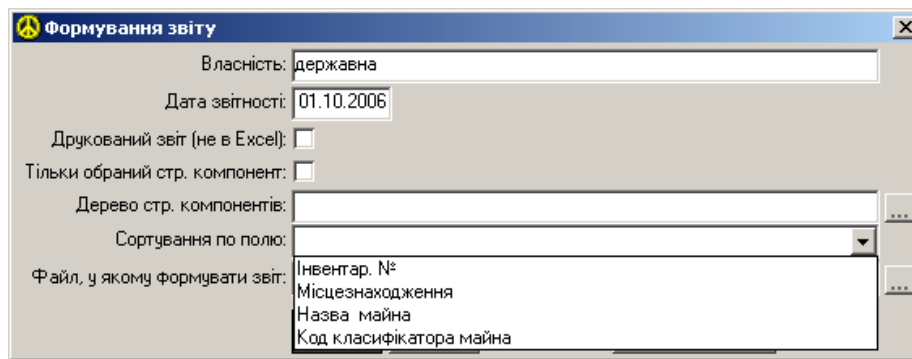 Формування звіту
Власність: державна
Дата звітності: 01.10.2006
Друкований звіт (не в Excel):
Тільки обраний стр. компонент:
Дерево стр. компонентів:
...
Сортування по полю:
Інвентар. №
Файл, у якому формувати звіт:
...
Місцезнаходження
Назва майна
Код класифікатора майна